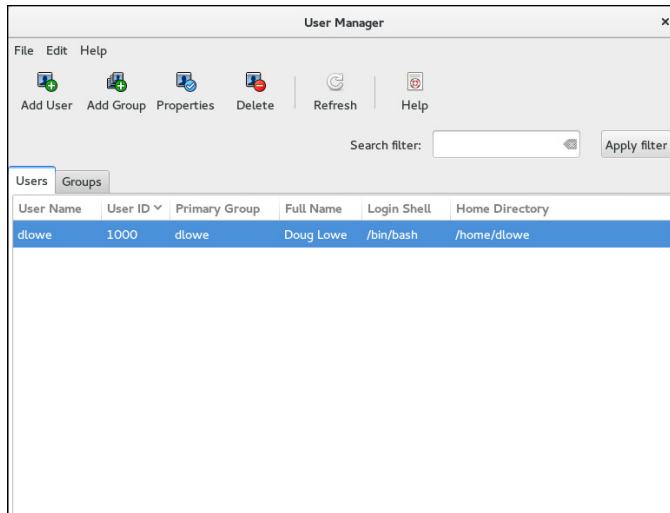 User Manager x
File Edit Help
Add User Add Group Properties Delete Refresh Help
Search filter: Apply filter
Users Groups
User Name User ID Primary Group Full Name Login Shell Home Directory
dlowe 1000 dlowe Doug Lowe /bin/bash /home/dlowe